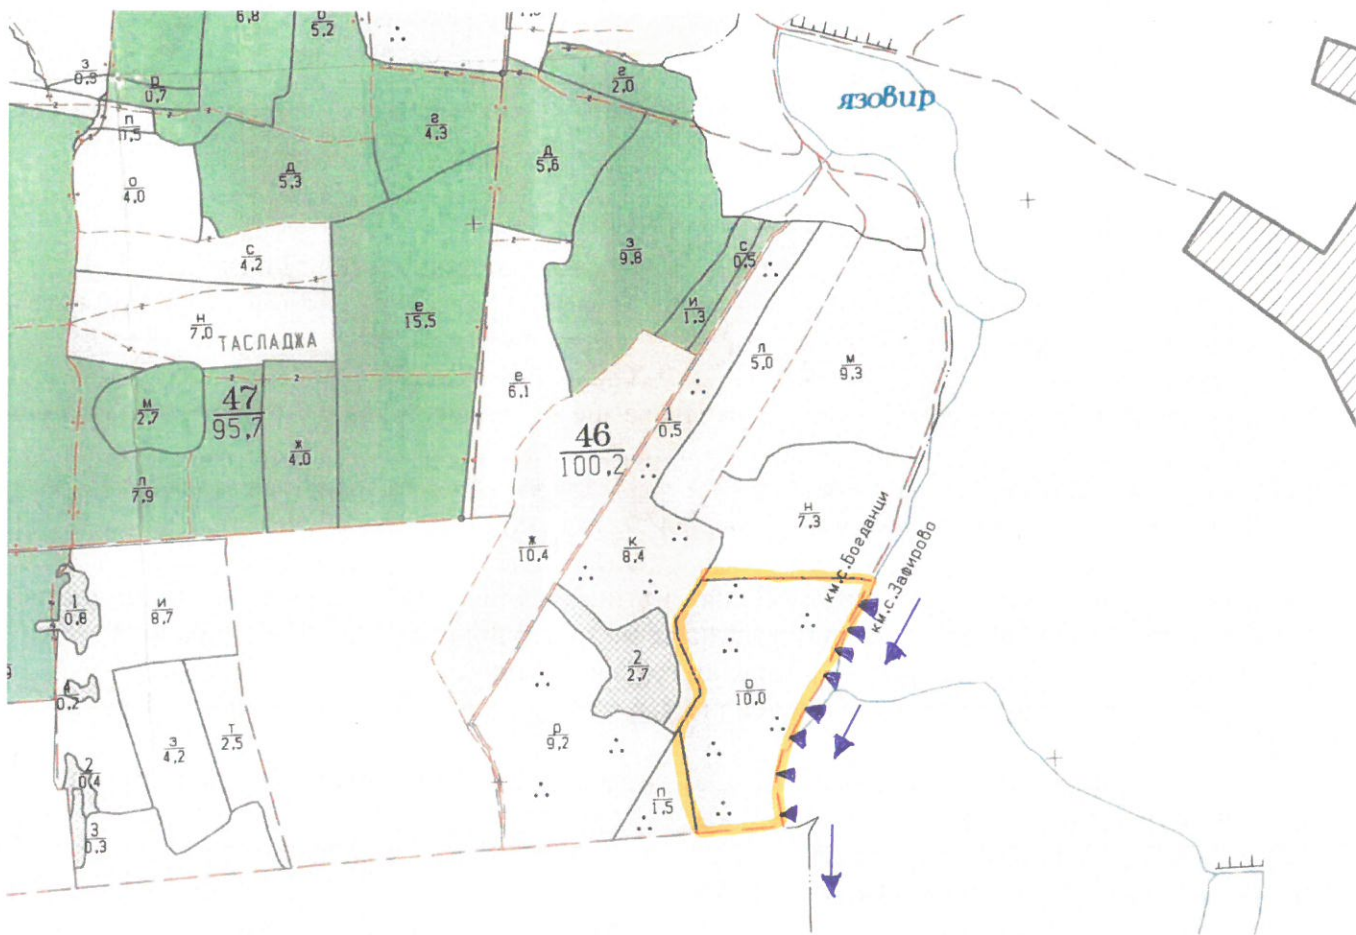 6,8
о
5,2
з
0,3
р
0,7
г
2,0
язовир
п
0,5
г
4,3
д
5,6
д
5,3
о
4,0
с
4,2
з
9,8
с
0,5
и
1,3
е
15,5
н
7,0
ТАСЛАДЖА
л
5,0
м
9,3
е
6,1
м
2,7
47
95,7
ж
4,0
1
0,5
46
100,2
л
7,9
н
7,3
ж
10,4
к
8,4
км.с.Богданци
км.с.Зафирово
1
0,8
и
8,7
2
2,7
о
10,0
4
0,2
з
4,2
т
2,5
р
9,2
2
0,4
п
1,5
3
0,3